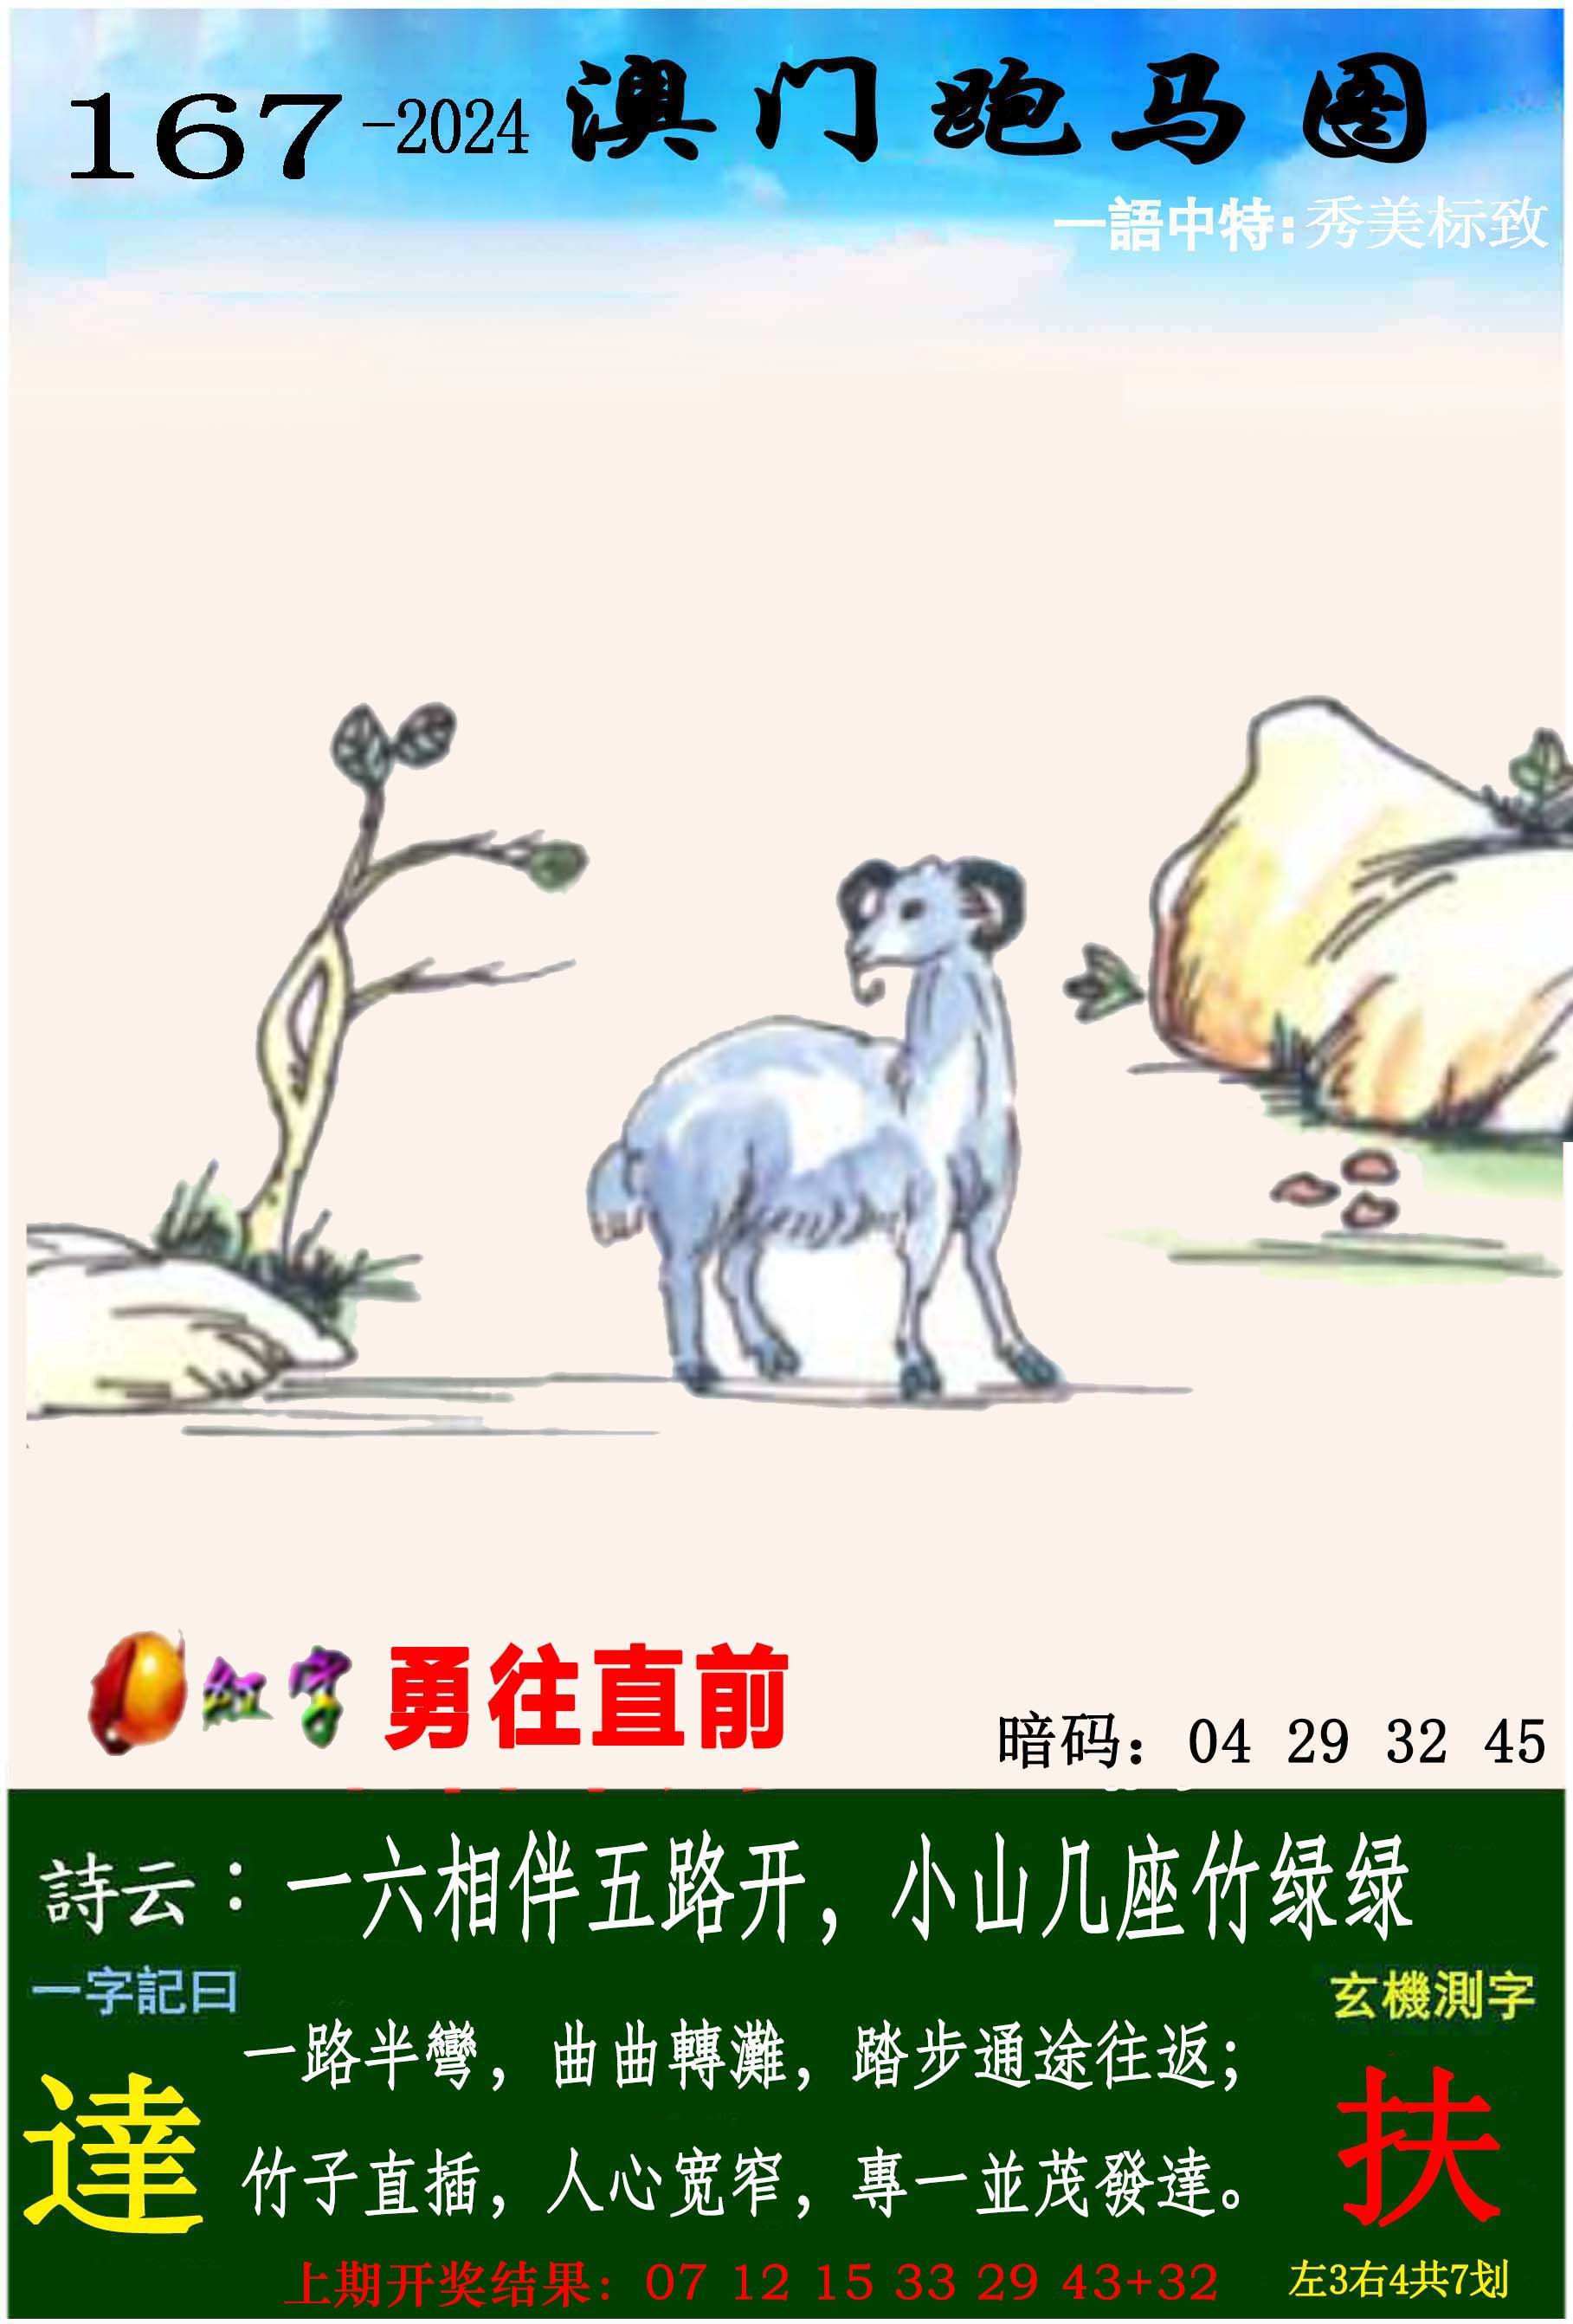 167-2024 澳门跑马图
一語中特:秀美标致
红字 勇往直前
暗码：04 29 32 45
詩云：一六相伴五路开，小山几座竹绿绿
一字記曰
玄機測字
一路半彎，曲曲轉灘，踏步通途往返；
達
扶
竹子直插，人心宽窄，專一並茂發達。
上期开奖结果：07 12 15 33 29 43+32
左3右4共7划